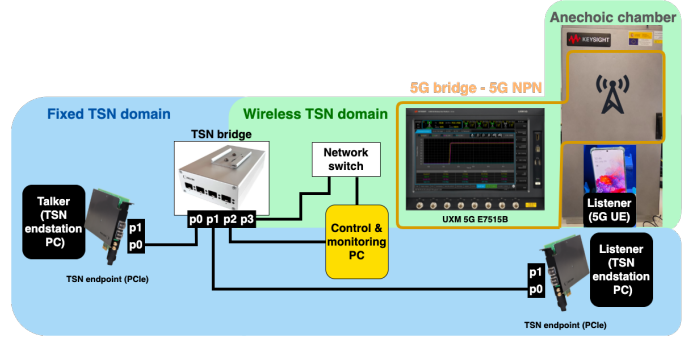 Anechoic chamber
KEYSIGHT
5G bridge - 5G NPN
Fixed TSN domain
Wireless TSN domain
TSN bridge
Network
switch
Talker
(TSN
endstation
PC)
p1
p0
TSN endpoint (PCIe)
p0 p1 p2 p3
Control &
monitoring
PC
UXM 5G E7515B
Listener
(5G UE)
p1
p0
Listener
(TSN
endstation
PC)
TSN endpoint (PCIe)